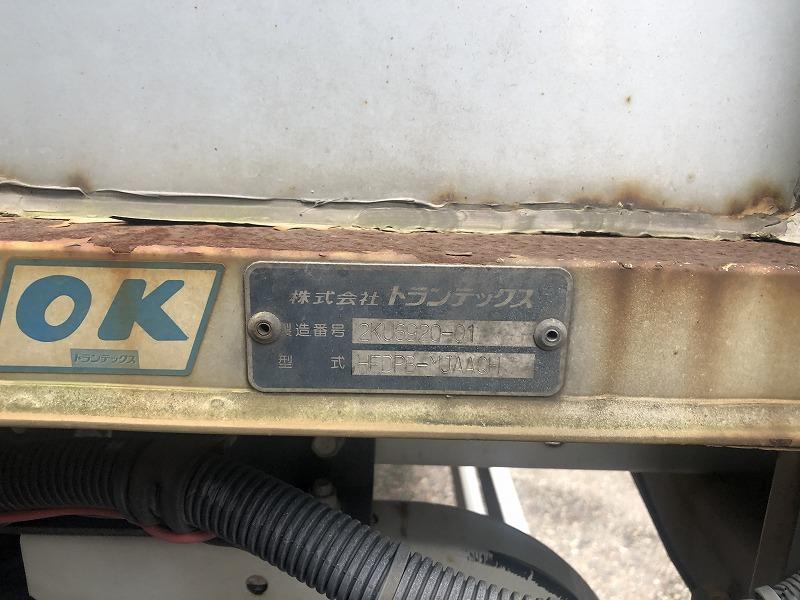 OK
トランテックス
株式会社 トランテックス
製造番号 2KU6920-01
型 式 HFDPB-MJAAOH